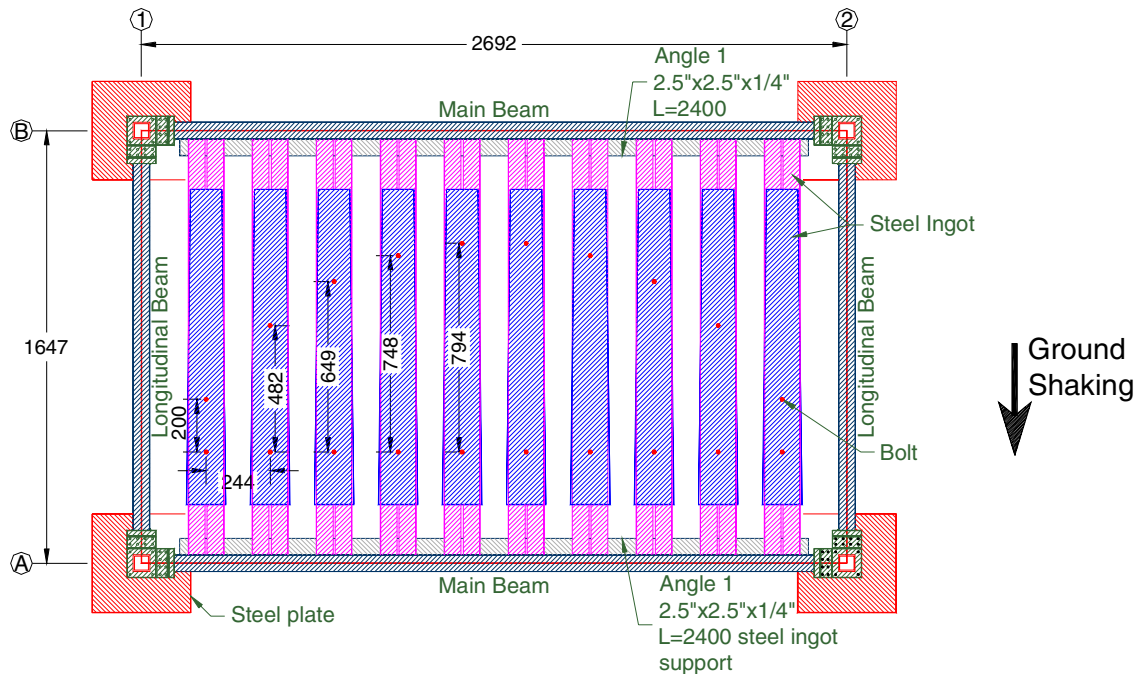 1
2
2692
Angle 1
2.5"x2.5"x1/4"
L=2400
Main Beam
B
Steel Ingot
Longitudinal Beam
Longitudinal Beam
1647
200
482
649
748
794
244
Ground
Shaking
Bolt
A
Main Beam
Steel plate
Angle 1
2.5"x2.5"x1/4"
L=2400 steel ingot
support